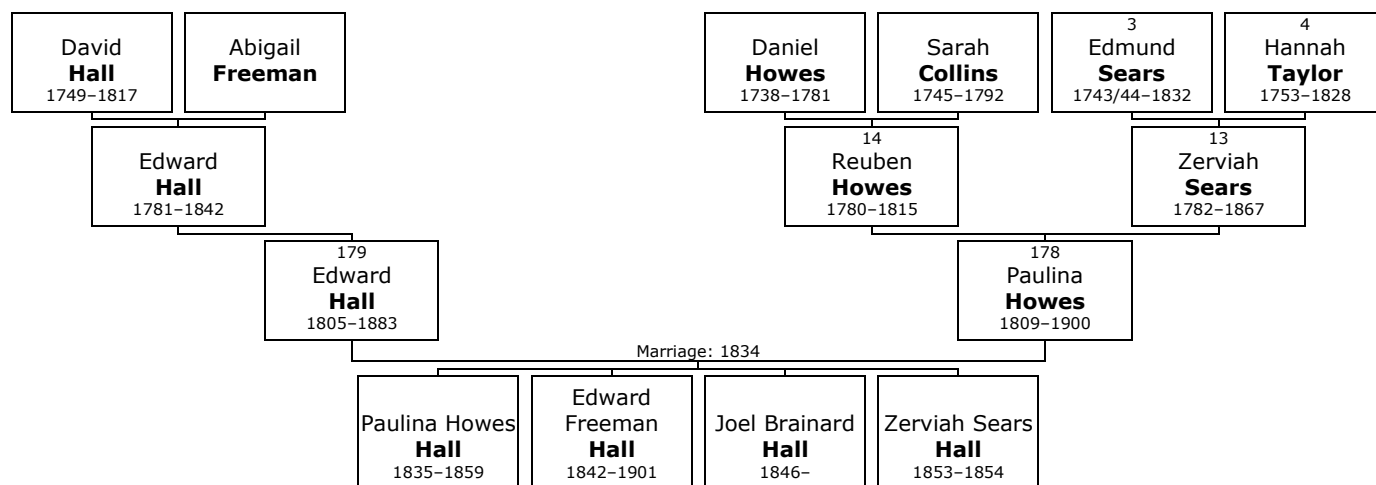 David
Hall
1749–1817
Abigail
Freeman
Daniel
Howes
1738–1781
Sarah
Collins
1745–1792
3
Edmund
Sears
1743/44–1832
4
Hannah
Taylor
1753–1828
Edward
Hall
1781–1842
14
Reuben
Howes
1780–1815
13
Zerviah
Sears
1782–1867
179
Edward
Hall
1805–1883
178
Paulina
Howes
1809–1900
Marriage: 1834
Paulina Howes
Hall
1835–1859
Edward
Freeman
Hall
1842–1901
Joel Brainard
Hall
1846–
Zerviah Sears
Hall
1853–1854